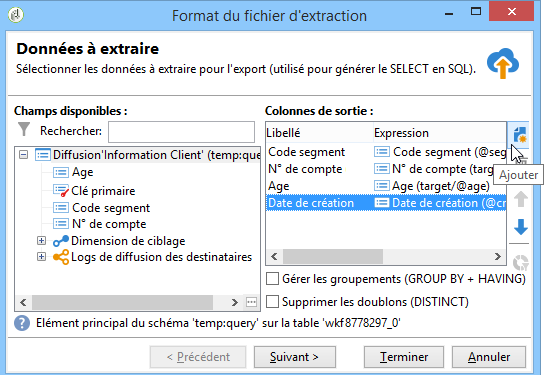 Format du fichier d'extraction
Données à extraire
Sélectionner les données à extraire pour l'export (utilisé pour générer le SELECT en SQL).
Champs disponibles :
Rechercher:
Diffusion'Information Client' (temp:que
Age
Clé primaire
Code segment
N° de compte
Dimension de ciblage
Logs de diffusion des destinataires
Colonnes de sortie :
Libellé Expression
Code segment Code segment (@seg
N° de compte N° de compte (targ
Age Age (target/@age)
Date de création Date de création (@cr
Ajouter
Gérer les groupements (GROUP BY + HAVING)
Supprimer les doublons (DISTINCT)
Elément principal du schéma 'temp:query' sur la table 'wkf8778297_0'
< Précédent Suivant > Terminer Annuler